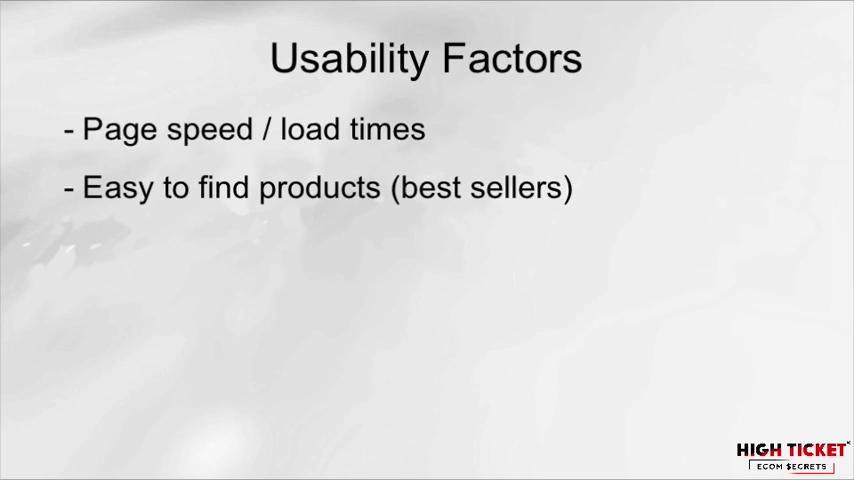 Usability Factors
- Page speed / load times
- Easy to find products (best sellers)
HIGH TICKET
ECOM $ECRETS